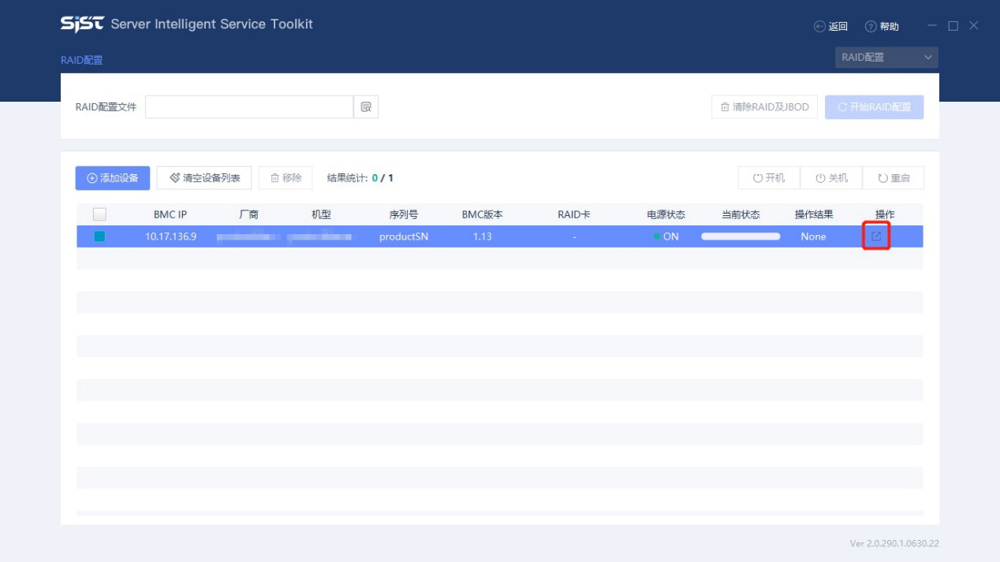 SjST Server Intelligent Service Toolkit
返回 帮助
RAID配置
RAID配置
RAID配置文件
清除RAID及JBOD 开始RAID配置
添加设备 清空设备列表 移除 结果统计: 0 / 1 开机 关机 重启
BMC IP 厂商 机型 序列号 BMC版本 RAID卡 电源状态 当前状态 操作结果 操作
10.17.136.9 productSN 1.13 - ON None
Ver 2.0.290.1.0630.22